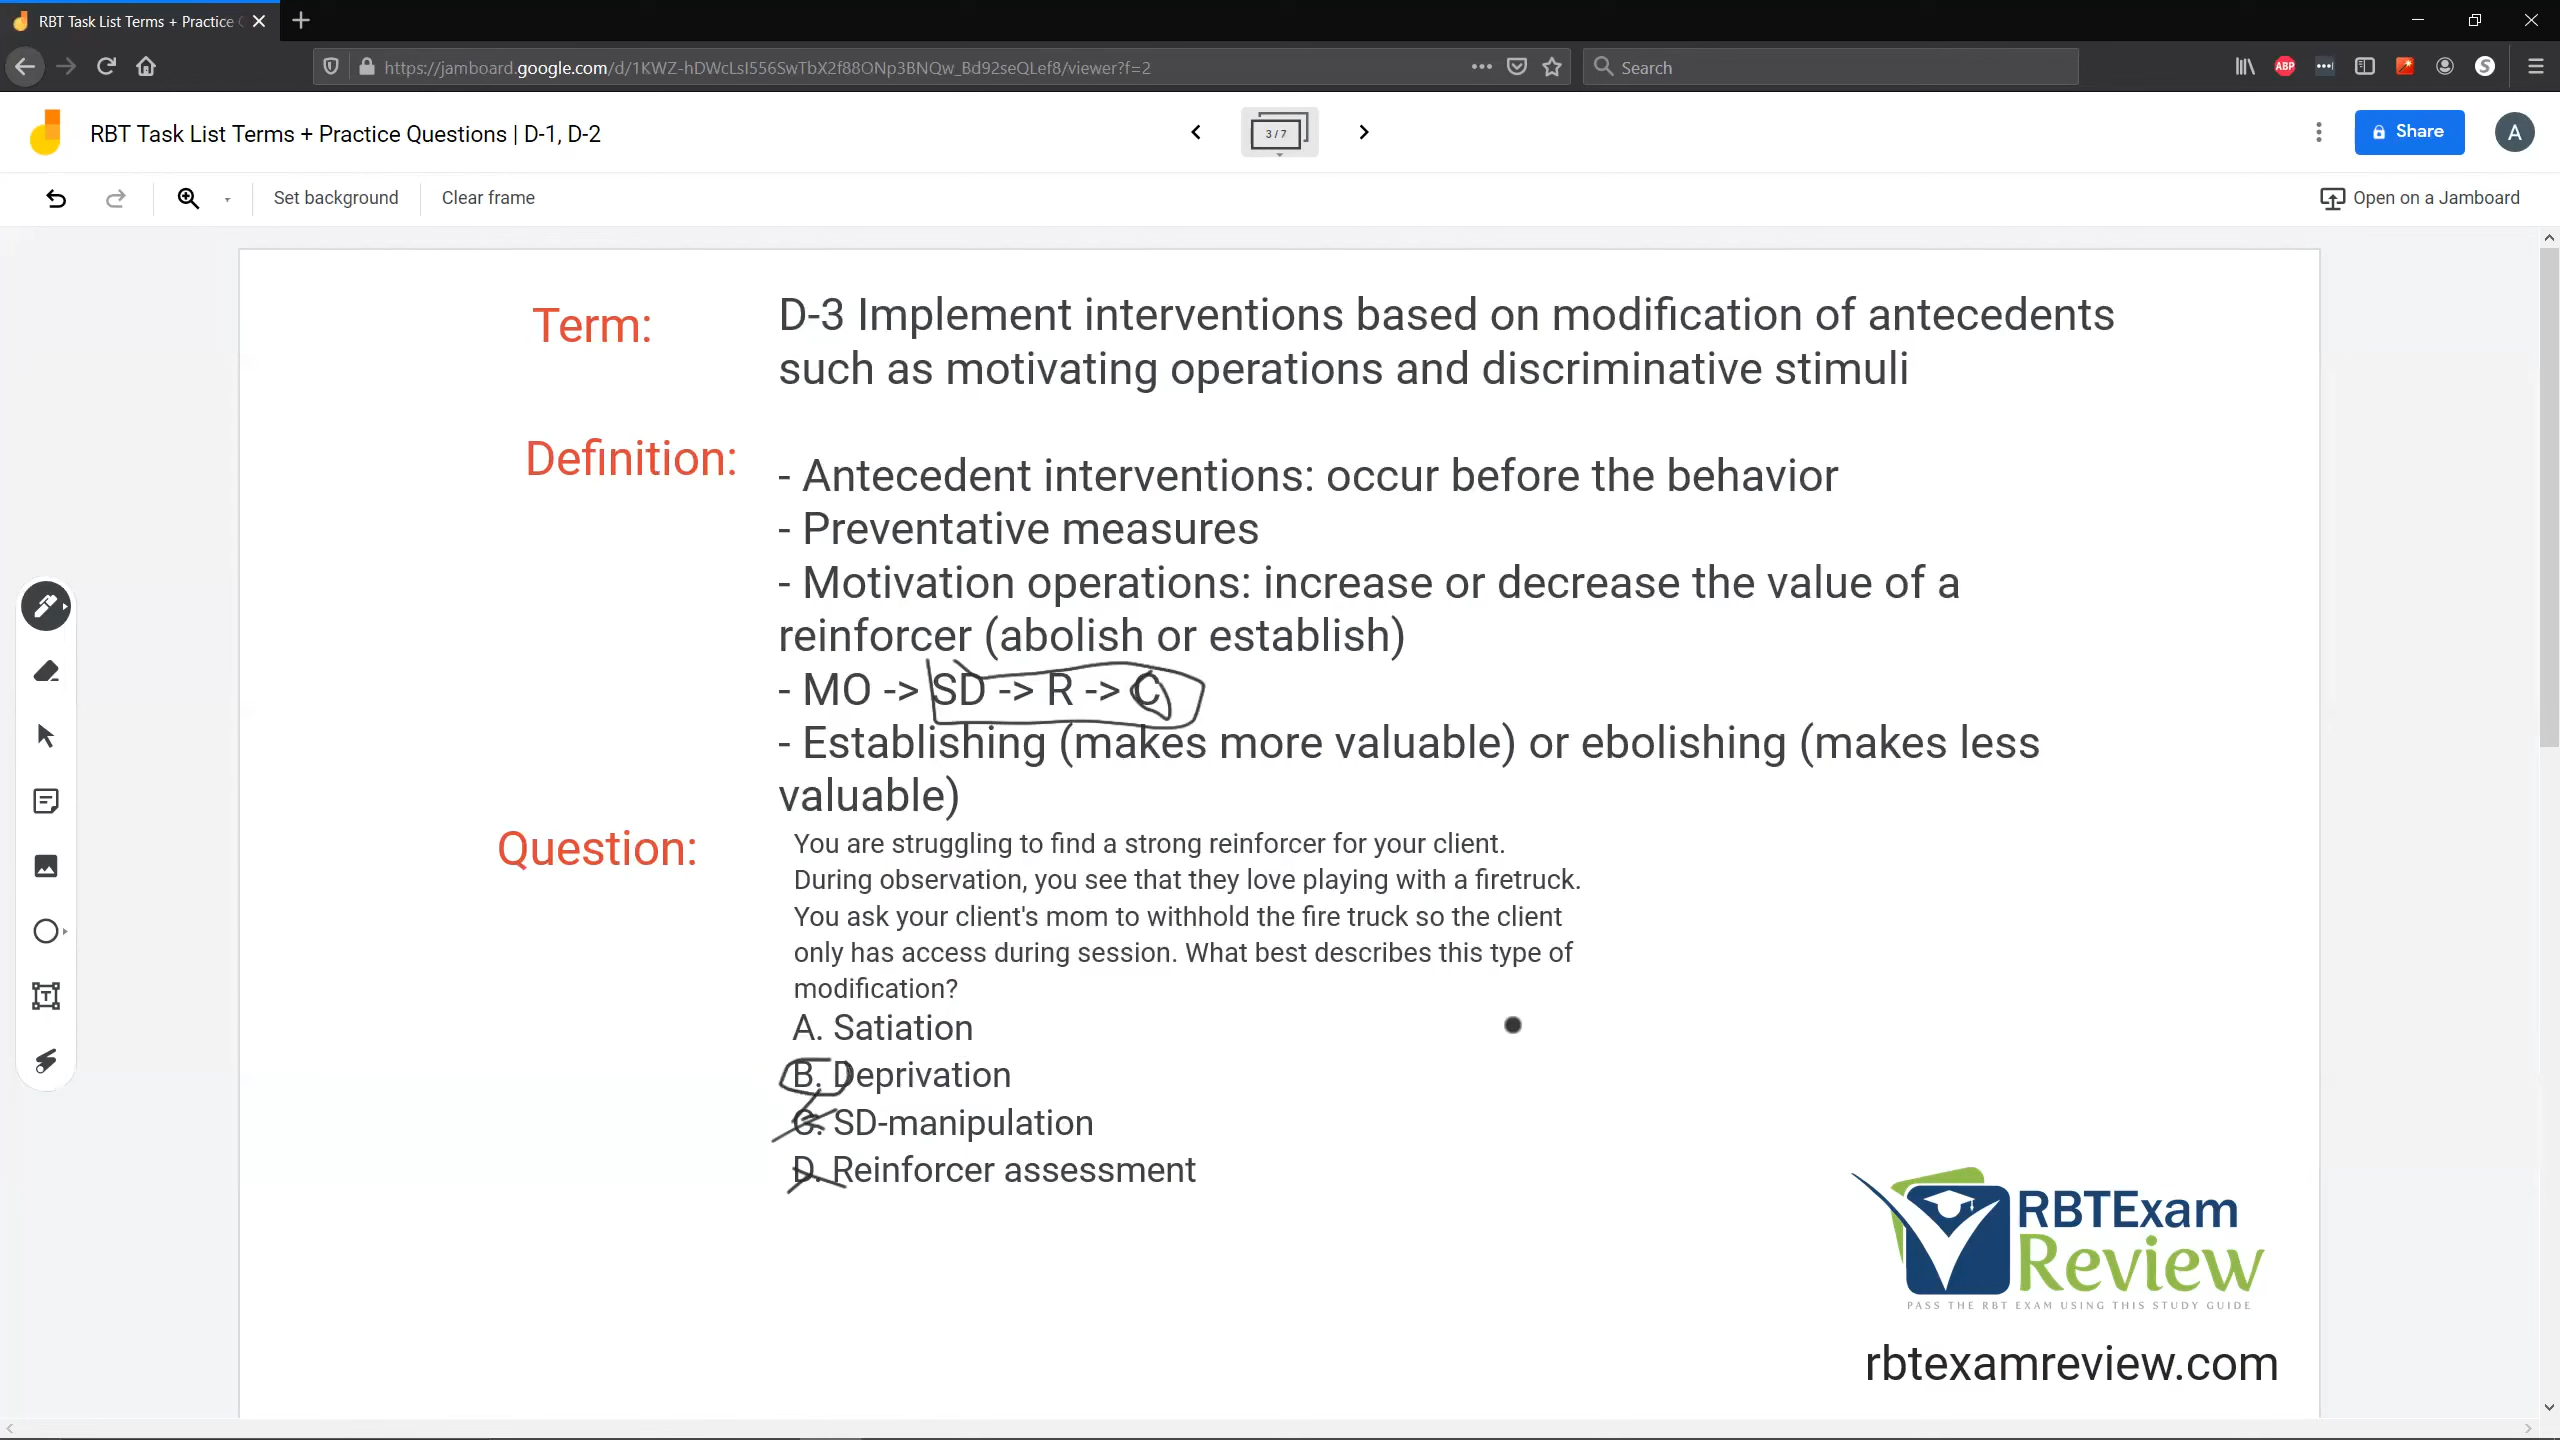 RBT Task List Terms + Practice
https://jamboard.google.com/d/1KWZ-hDWcLsI556SwTbX2f88ONp3BNQw_Bd92seQLef8/viewer?f=2
Search
ABP
S
RBT Task List Terms + Practice Questions | D-1, D-2
3 / 7
Share
A
Set background
Clear frame
Open on a Jamboard
Term:
D-3 Implement interventions based on modification of antecedents
such as motivating operations and discriminative stimuli
Definition:
- Antecedent interventions: occur before the behavior
- Preventative measures
- Motivation operations: increase or decrease the value of a
reinforcer (abolish or establish)
- MO -> SD -> R -> C
- Establishing (makes more valuable) or ebolishing (makes less
valuable)
Question:
You are struggling to find a strong reinforcer for your client.
During observation, you see that they love playing with a firetruck.
You ask your client's mom to withhold the fire truck so the client
only has access during session. What best describes this type of
modification?
A. Satiation
B. Deprivation
C. SD-manipulation
D. Reinforcer assessment
RBTExam
Review
PASS THE RBT EXAM USING THIS STUDY GUIDE
rbtexamreview.com